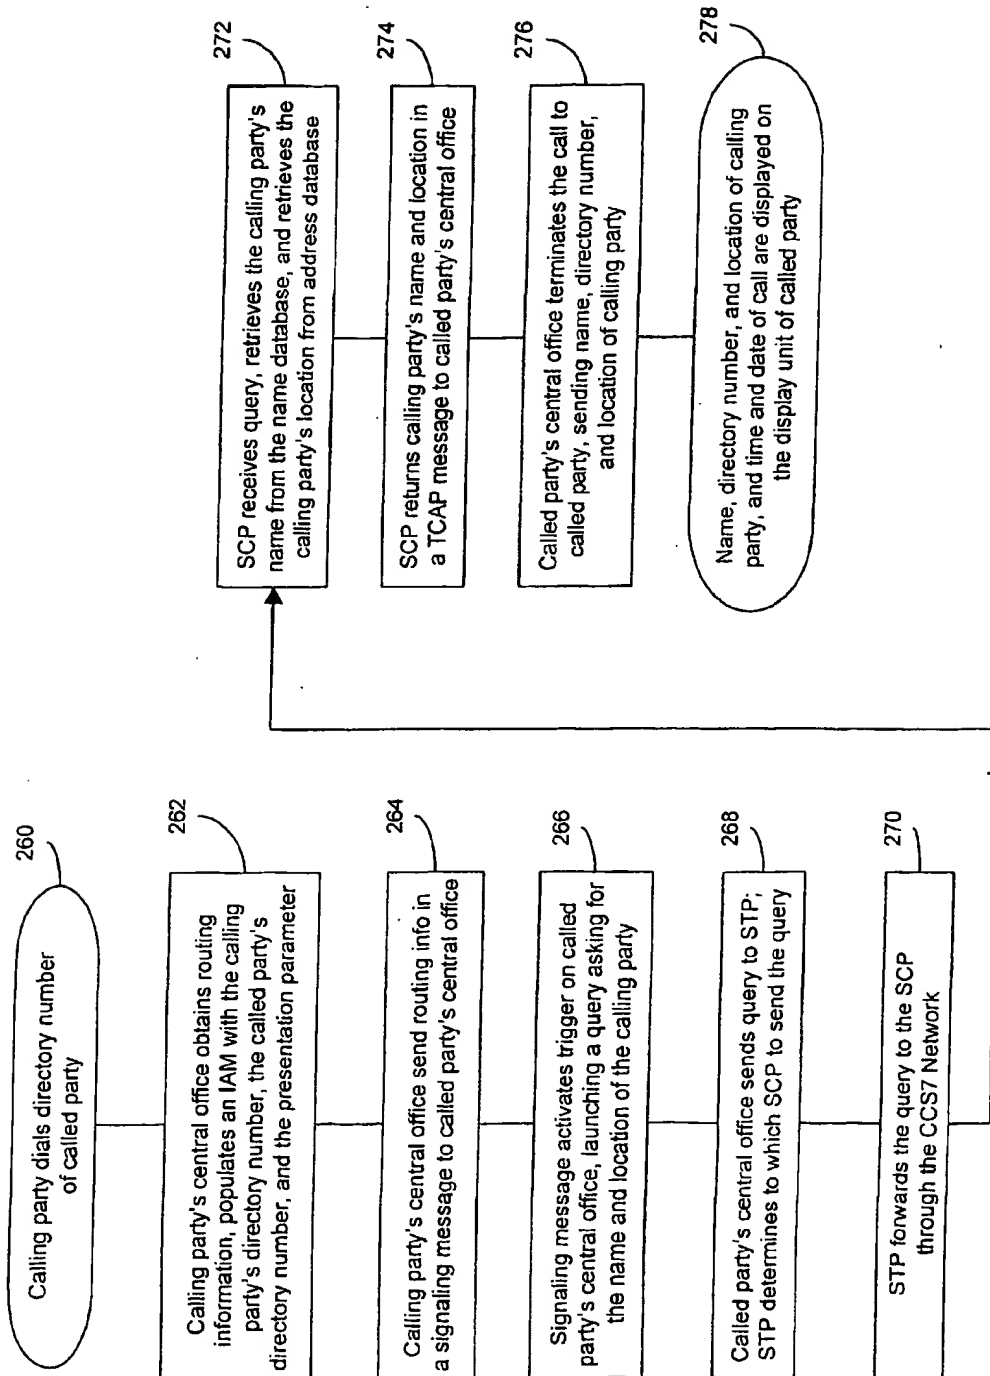 260
Calling party dials directory number
of called party
262
Calling party's central office obtains routing
information, populates an IAM with the calling
party's directory number, the called party's
directory number, and the presentation parameter
264
Calling party's central office send routing info in
a signaling message to called party's central office
266
Signaling message activates trigger on called
party's central office, launching a query asking for
the name and location of the calling party
268
Called party's central office sends query to STP;
STP determines to which SCP to send the query
270
STP forwards the query to the SCP
through the CCS7 Network
272
SCP receives query, retrieves the calling party's
name from the name database, and retrieves the
calling party's location from address database
274
SCP returns calling party's name and location in
a TCAP message to called party's central office
276
Called party's central office terminates the call to
called party, sending name, directory number,
and location of calling party
278
Name, directory number, and location of calling
party, and time and date of call are displayed on
the display unit of called party